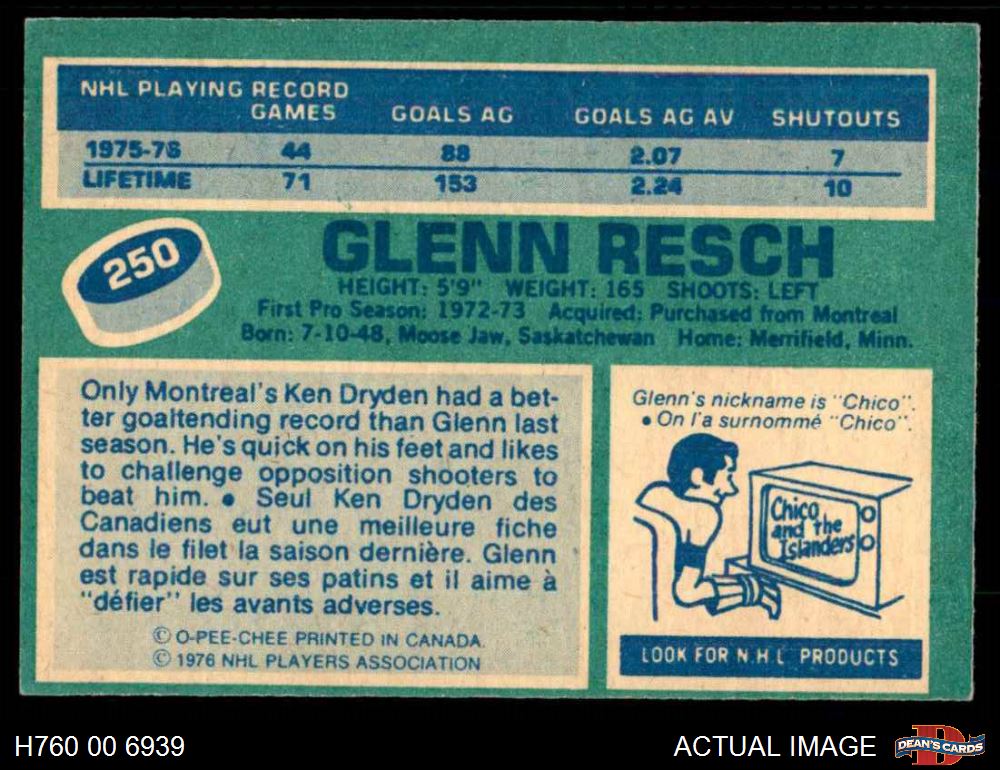 NHL PLAYING RECORD
GAMES GOALS AG GOALS AG AV SHUTOUTS
1975-76 44 88 2.07 7
LIFETIME 71 153 2.24 10
250
GLENN RESCH
HEIGHT: 5'9" WEIGHT: 165 SHOOTS: LEFT
First Pro Season: 1972-73 Acquired: Purchased from Montreal
Born: 7-10-48, Moose Jaw, Saskatchewan Home: Merrifield, Minn.
Only Montreal's Ken Dryden had a bet-
ter goaltending record than Glenn last
season. He's quick on his feet and likes
to challenge opposition shooters to
beat him. • Seul Ken Dryden des
Canadiens eut une meilleure fiche
dans le filet la saison dernière. Glenn
est rapide sur ses patins et il aime à
"défier" les avants adverses.
© O-PEE-CHEE PRINTED IN CANADA.
© 1976 NHL PLAYERS ASSOCIATION
Glenn's nickname is "Chico".
• On l'a surnommé "Chico".
Chico
and the
Islanders
LOOK FOR N.H.L PRODUCTS
H760 00 6939
ACTUAL IMAGE
D
DEAN'S CARDS